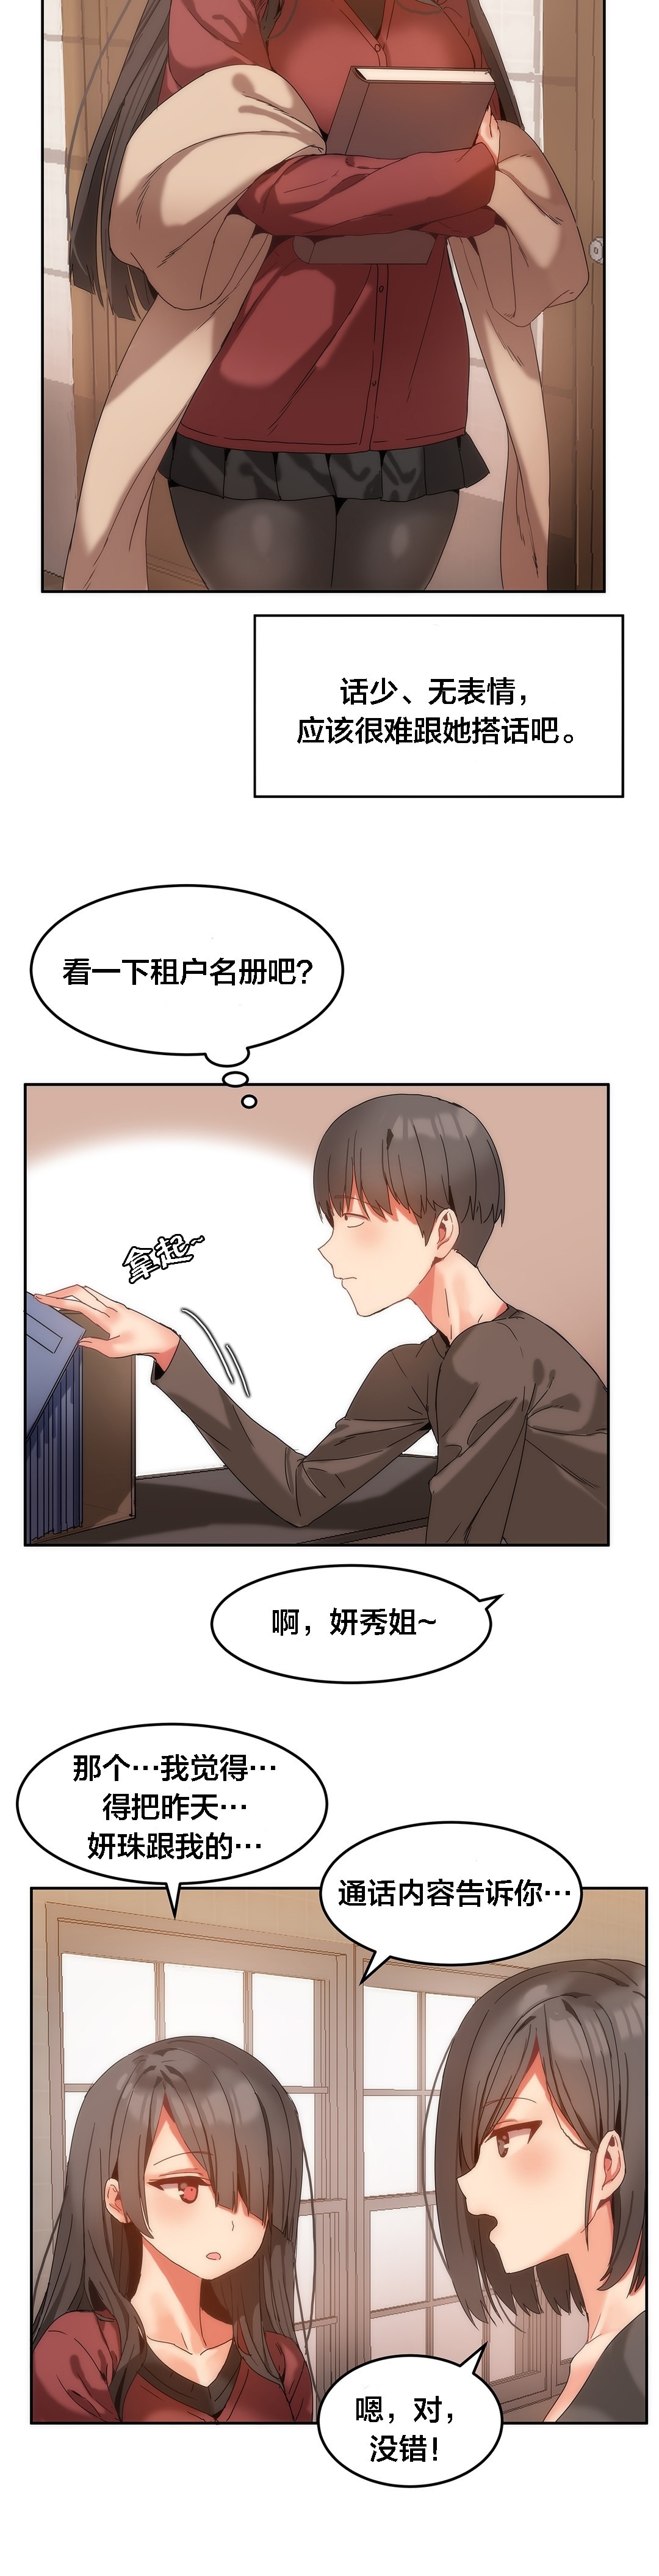 话少、无表情，
应该很难跟她搭话吧。
看一下租户名册吧？
拿起~
啊，妍秀姐~
那个…我觉得…
得把昨天…
妍珠跟我的…
通话内容告诉你…
嗯，对，
没错！